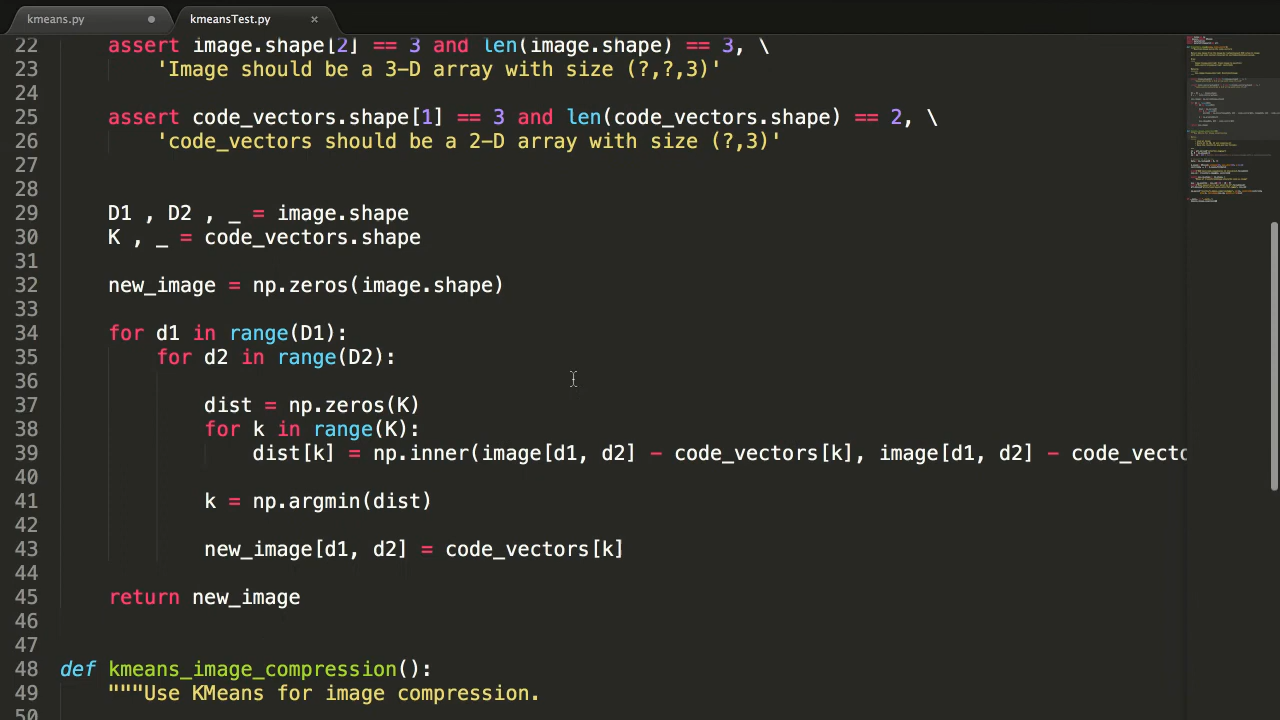 kmeans.py
kmeansTest.py
22 assert image.shape[2] == 3 and len(image.shape) == 3, \
23 'Image should be a 3-D array with size (?,?,3)'
24
25 assert code_vectors.shape[1] == 3 and len(code_vectors.shape) == 2, \
26 'code_vectors should be a 2-D array with size (?,3)'
27
28
29 D1 , D2 , _ = image.shape
30 K , _ = code_vectors.shape
31
32 new_image = np.zeros(image.shape)
33
34 for d1 in range(D1):
35 for d2 in range(D2):
36
37 dist = np.zeros(K)
38 for k in range(K):
39 dist[k] = np.inner(image[d1, d2] - code_vectors[k], image[d1, d2] - code_vecto
40
41 k = np.argmin(dist)
42
43 new_image[d1, d2] = code_vectors[k]
44
45 return new_image
46
47
48 def kmeans_image_compression():
49 """Use KMeans for image compression.
50